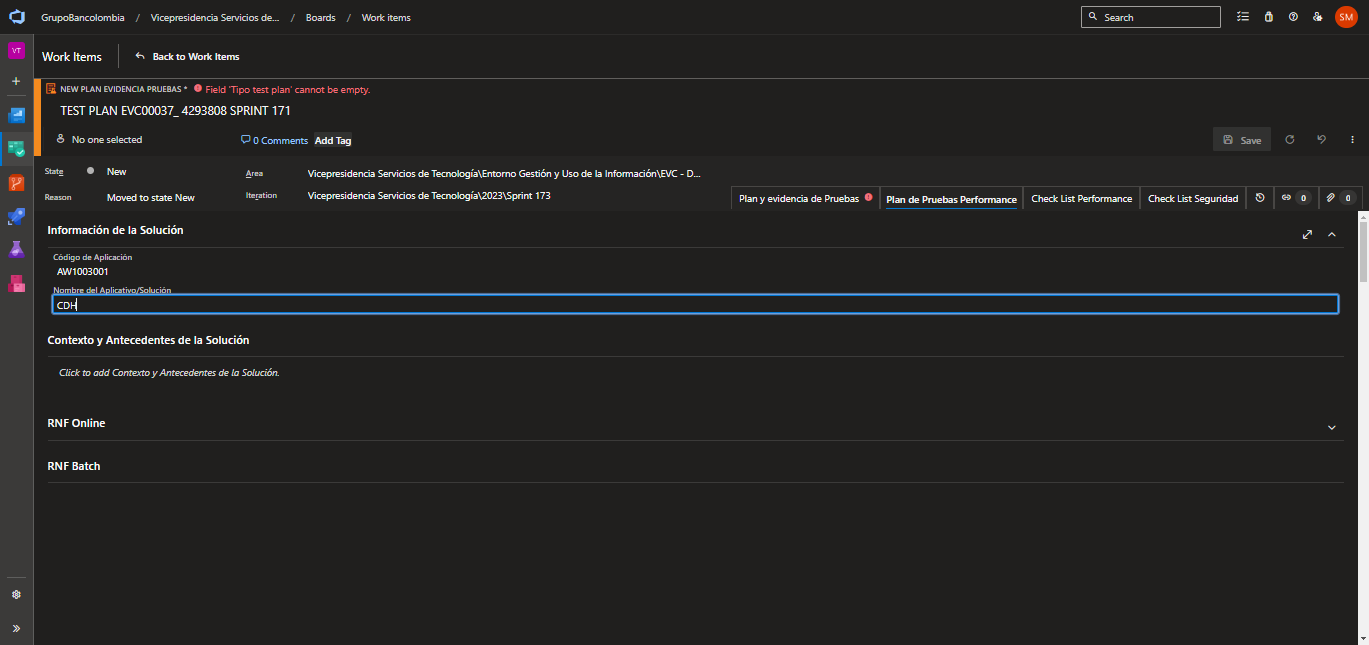 GrupoBancolombia / Vicepresidencia Servicios de... / Boards / Work items
Search
SM
VT
Work Items
Back to Work Items
NEW PLAN EVIDENCIA PRUEBAS * Field 'Tipo test plan' cannot be empty.
TEST PLAN EVC00037_ 4293808 SPRINT 171
No one selected
0 Comments
Add Tag
Save
State
New
Area
Vicepresidencia Servicios de Tecnología\Entorno Gestión y Uso de la Información\EVC - D...
Reason
Moved to state New
Iteration
Vicepresidencia Servicios de Tecnología\2023\Sprint 173
Plan y evidencia de Pruebas
Plan de Pruebas Performance
Check List Performance
Check List Seguridad
0
0
Información de la Solución
Código de Aplicación
AW1003001
Nombre del Aplicativo/Solución
CDH
Contexto y Antecedentes de la Solución
Click to add Contexto y Antecedentes de la Solución.
RNF Online
RNF Batch